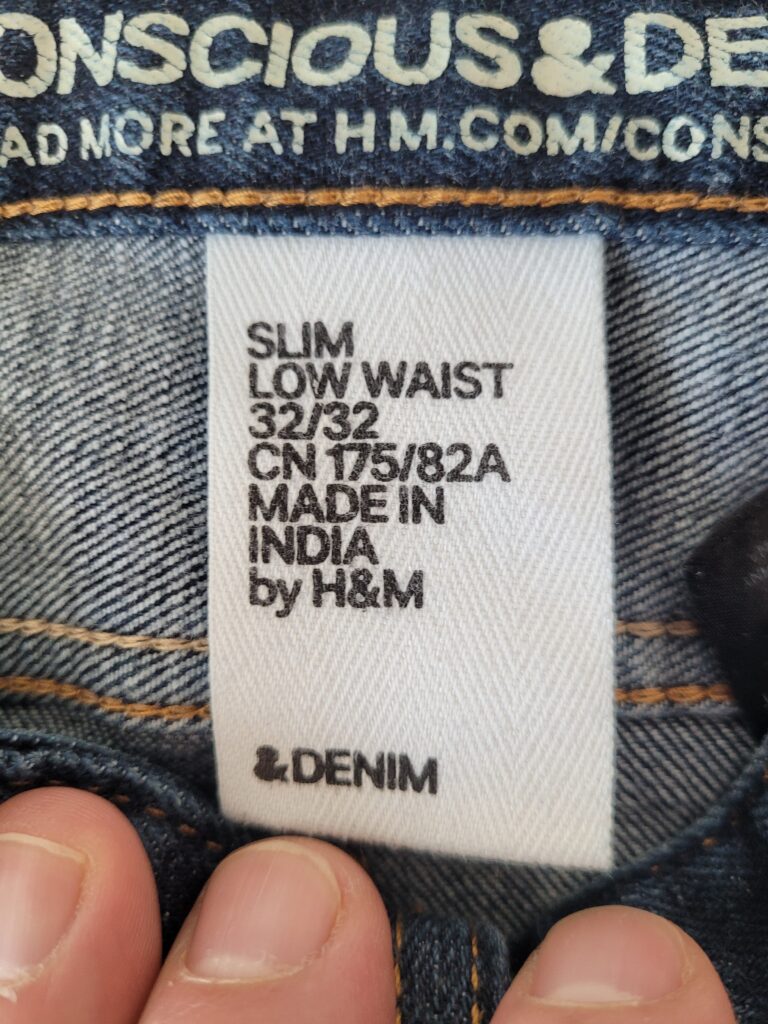 ONSCIOUS&DE
AD MORE AT HM.COM/CONS
SLIM
LOW WAIST
32/32
CN 175/82A
MADE IN
INDIA
by H&M
&DENIM